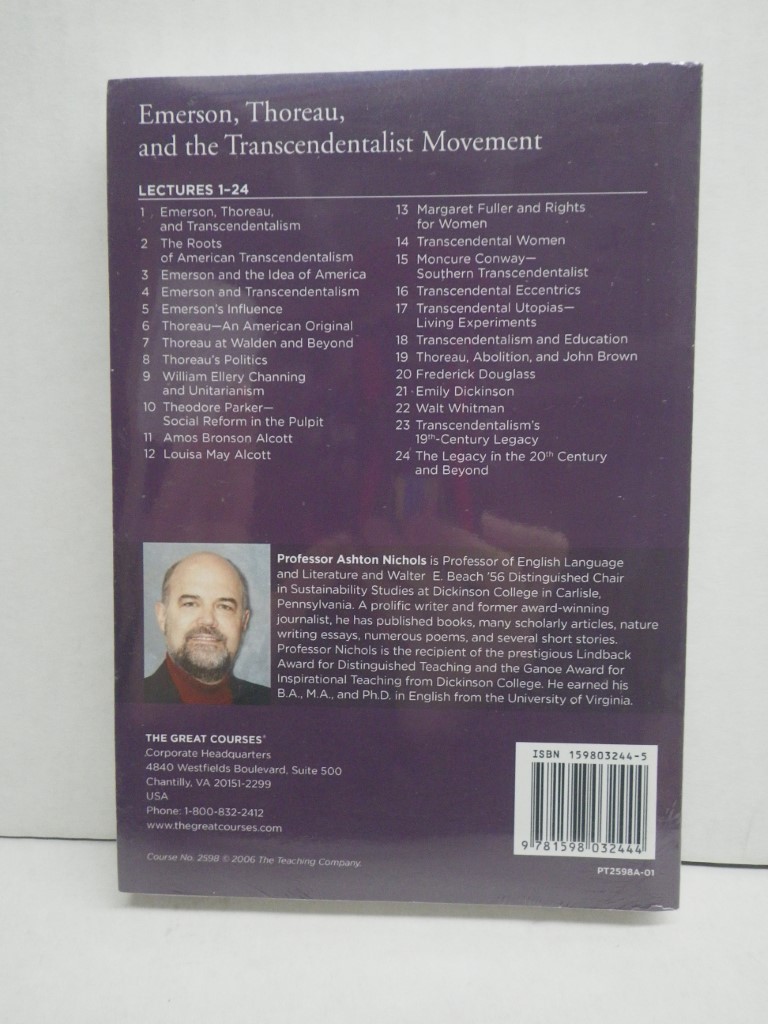 Emerson, Thoreau,
and the Transcendentalist Movement
LECTURES 1–24
1 Emerson, Thoreau,
and Transcendentalism
2 The Roots
of American Transcendentalism
3 Emerson and the Idea of America
4 Emerson and Transcendentalism
5 Emerson's Influence
6 Thoreau—An American Original
7 Thoreau at Walden and Beyond
8 Thoreau's Politics
9 William Ellery Channing
and Unitarianism
10 Theodore Parker—
Social Reform in the Pulpit
11 Amos Bronson Alcott
12 Louisa May Alcott
13 Margaret Fuller and Rights
for Women
14 Transcendental Women
15 Moncure Conway—
Southern Transcendentalist
16 Transcendental Eccentrics
17 Transcendental Utopias—
Living Experiments
18 Transcendentalism and Education
19 Thoreau, Abolition, and John Brown
20 Frederick Douglass
21 Emily Dickinson
22 Walt Whitman
23 Transcendentalism's
19th-Century Legacy
24 The Legacy in the 20th Century
and Beyond
Professor Ashton Nichols is Professor of English Language
and Literature and Walter E. Beach '56 Distinguished Chair
in Sustainability Studies at Dickinson College in Carlisle,
Pennsylvania. A prolific writer and former award-winning
journalist, he has published books, many scholarly articles, nature
writing essays, numerous poems, and several short stories.
Professor Nichols is the recipient of the prestigious Lindback
Award for Distinguished Teaching and the Ganoe Award for
Inspirational Teaching from Dickinson College. He earned his
B.A., M.A., and Ph.D. in English from the University of Virginia.
THE GREAT COURSES®
Corporate Headquarters
4840 Westfields Boulevard, Suite 500
Chantilly, VA 20151-2299
USA
Phone: 1-800-832-2412
www.thegreatcourses.com
Course No. 2598 © 2006 The Teaching Company.
ISBN 159803244-5
9 781598 032444
PT2598A-01